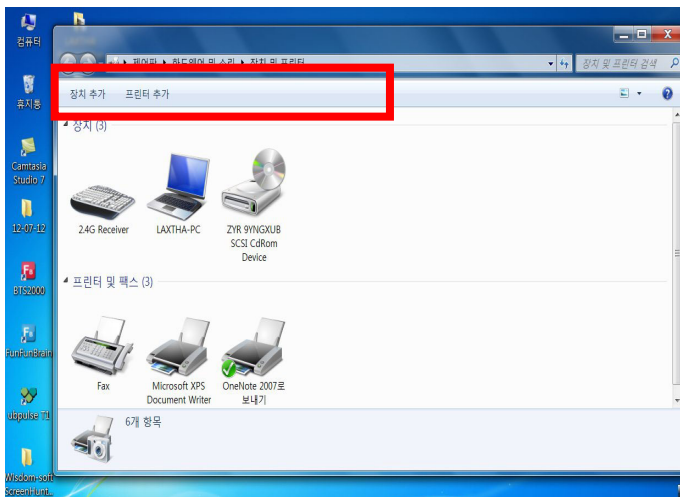 컴퓨터
휴지통
Camtasia
Studio 7
12-07-12
BTS2000
FunFunBrain
ubpulse T1
Wisdom-soft
ScreenHunt...
LAXTHA
제어판 ▸ 하드웨어 및 소리 ▸ 장치 및 프린터
장치 및 프린터 검색
장치 추가 프린터 추가
장치 (3)
2.4G Receiver
LAXTHA-PC
ZYR 9YNGXUB
SCSI CdRom
Device
프린터 및 팩스 (3)
Fax
Microsoft XPS
Document Writer
OneNote 2007로
보내기
6개 항목